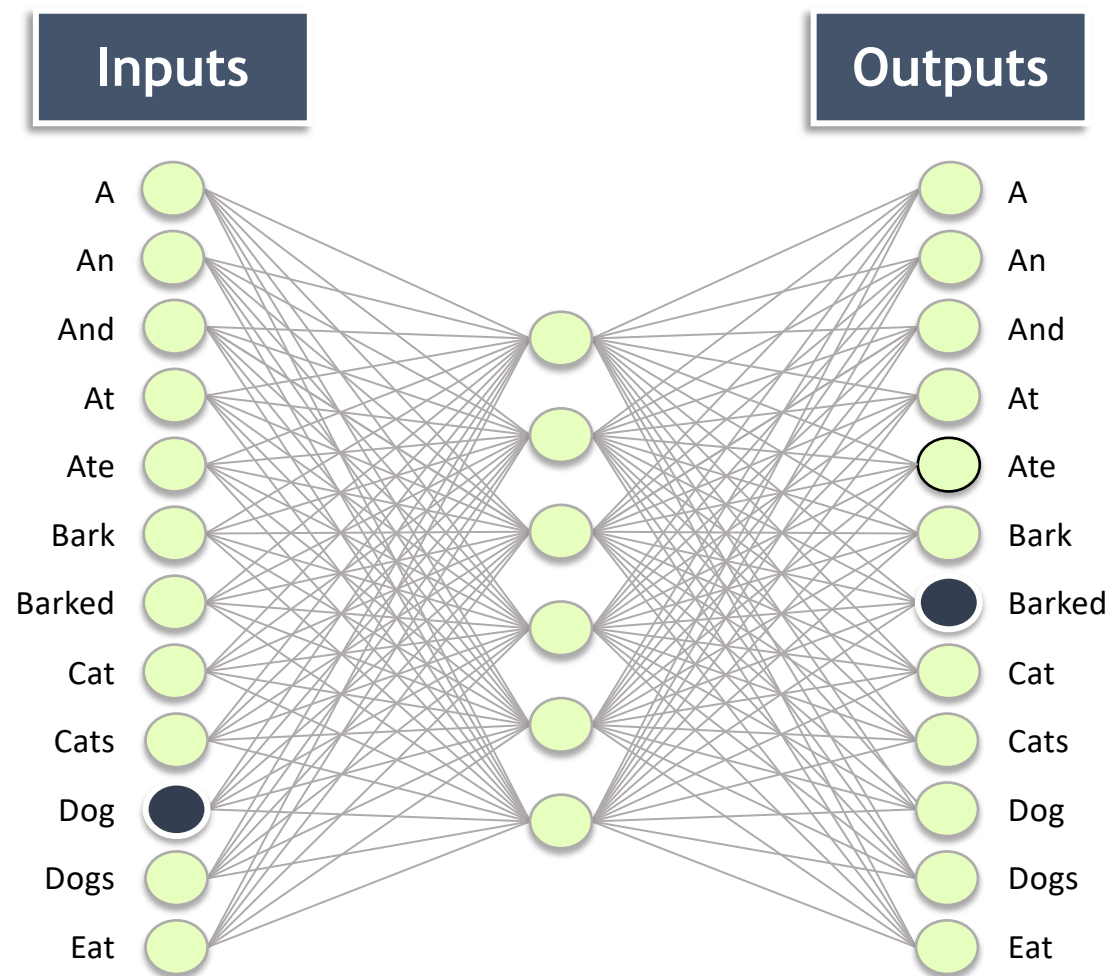 Inputs
Outputs
A
An
And
At
Ate
Bark
Barked
Cat
Cats
Dog
Dogs
Eat
A
An
And
At
Ate
Bark
Barked
Cat
Cats
Dog
Dogs
Eat